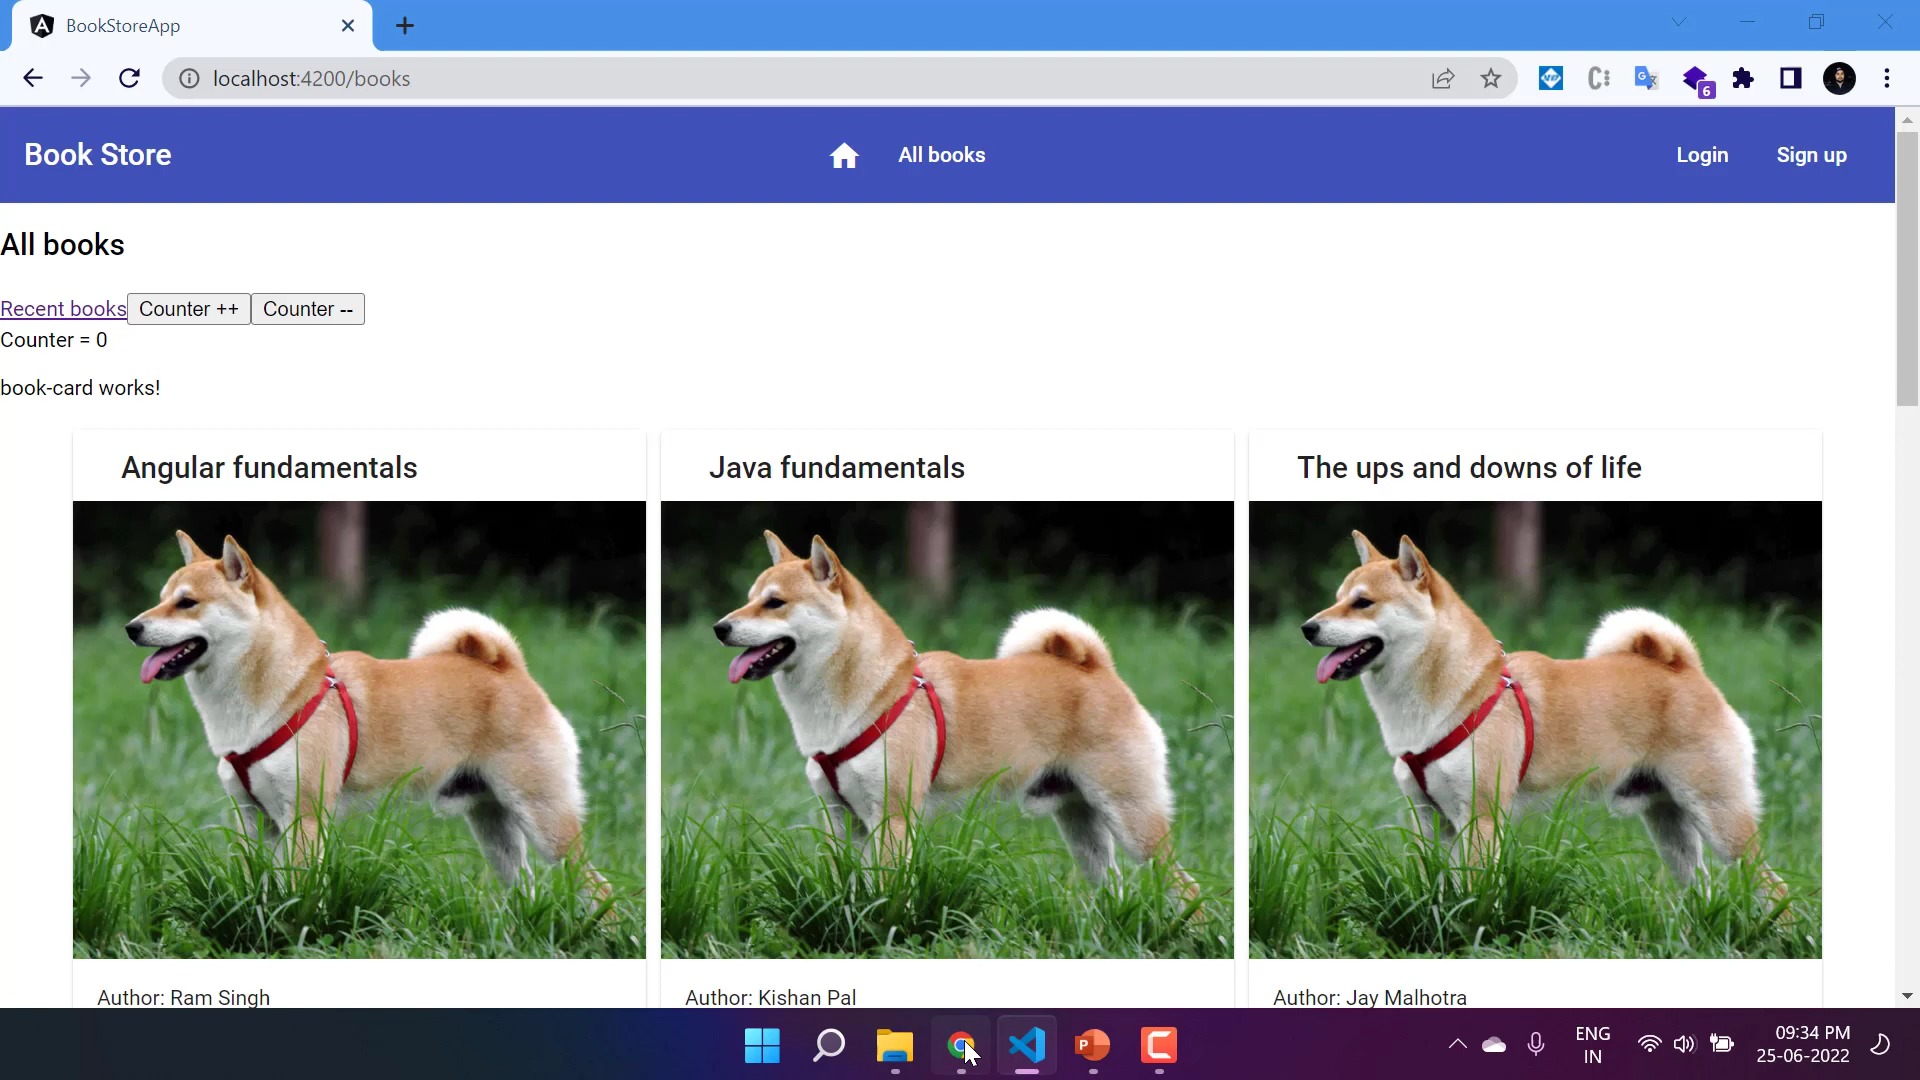 BookStoreApp
localhost:4200/books
6
Book Store
All books
Login
Sign up
All books
Recent books
Counter ++
Counter --
Counter = 0
book-card works!
Angular fundamentals
Java fundamentals
The ups and downs of life
Author: Ram Singh
Author: Kishan Pal
Author: Jay Malhotra
ENG
IN
09:34 PM
25-06-2022